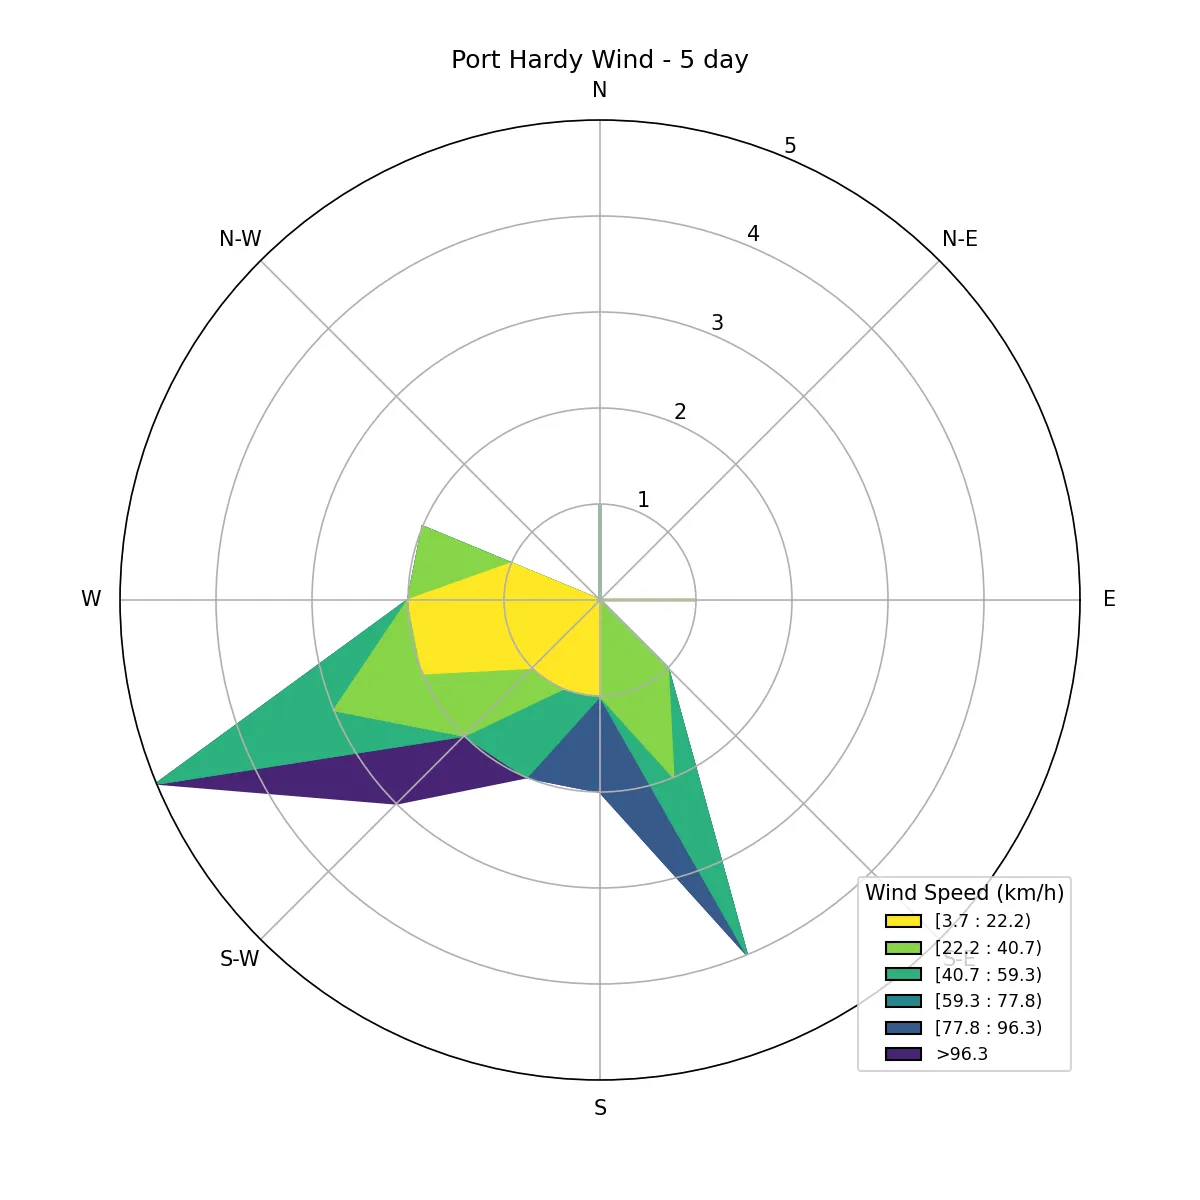 Port Hardy Wind - 5 day
N
5
N-W
N-E
4
3
2
1
W
E
S-W
S-E
S
Wind Speed (km/h)
[3.7 : 22.2)
[22.2 : 40.7)
[40.7 : 59.3)
[59.3 : 77.8)
[77.8 : 96.3)
>96.3